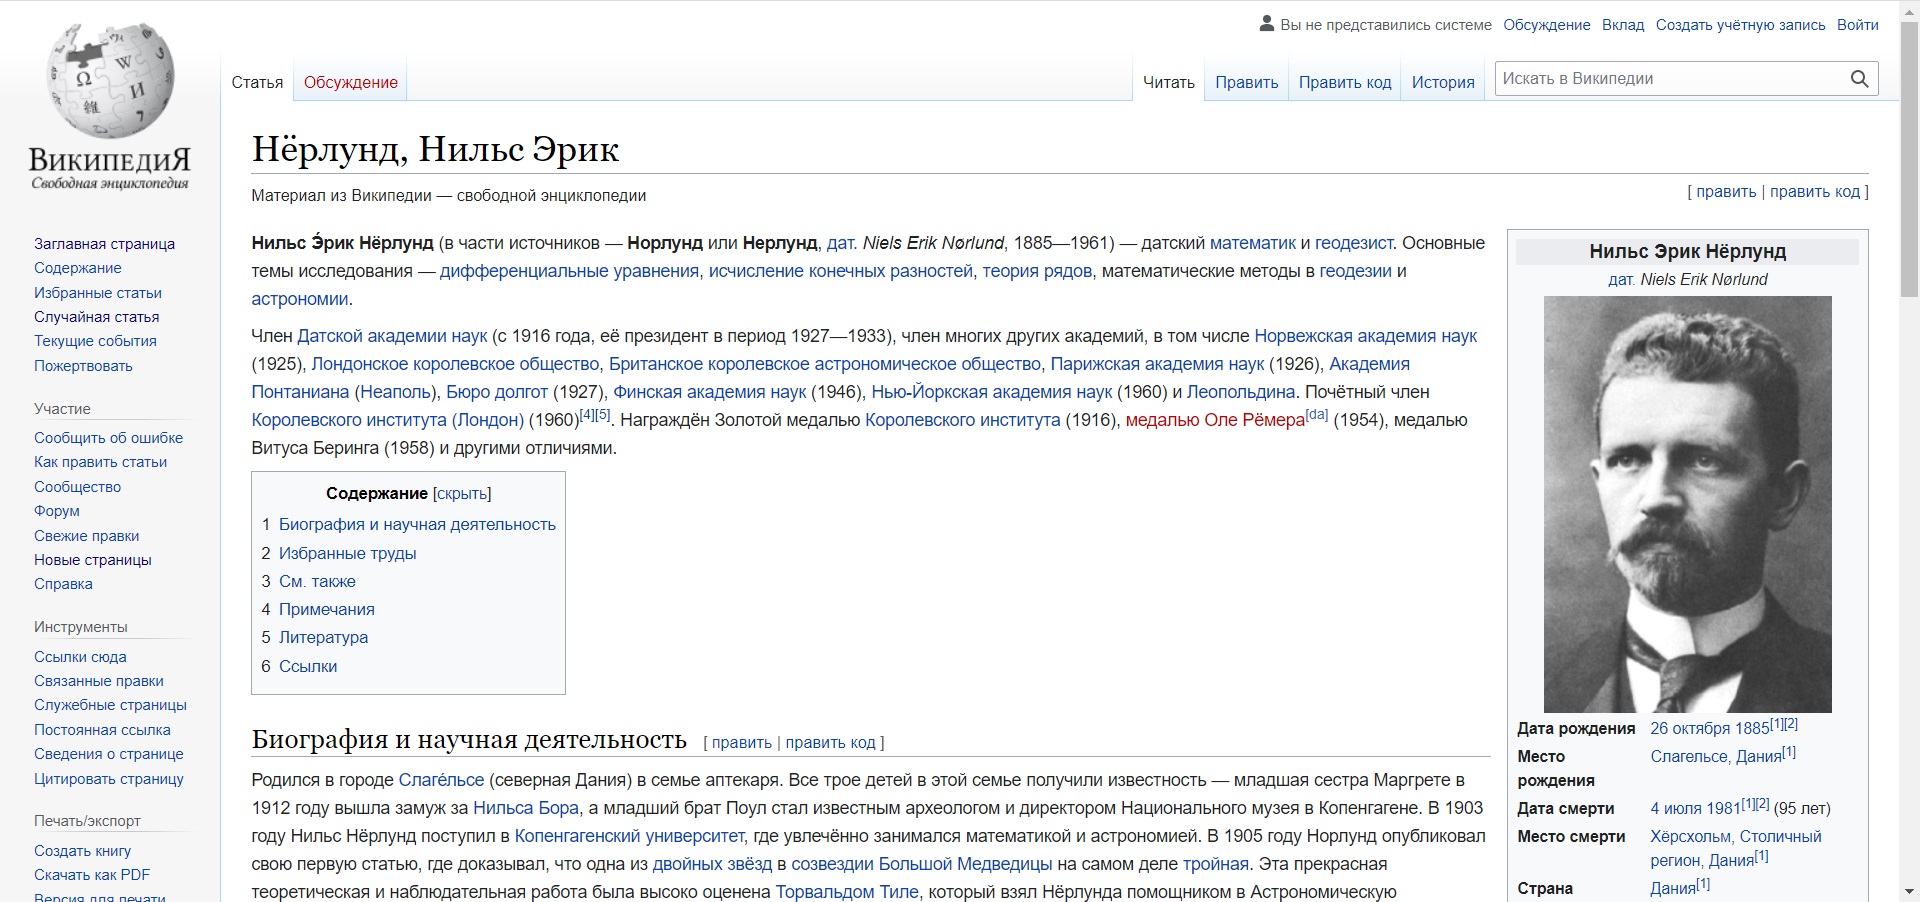 Вы не представились системе Обсуждение Вклад Создать учётную запись Войти
Статья Обсуждение Читать Править Править код История Искать в Википедии
ВикипедиЯ
Свободная энциклопедия
Заглавная страница
Содержание
Избранные статьи
Случайная статья
Текущие события
Пожертвовать
Участие
Сообщить об ошибке
Как править статьи
Сообщество
Форум
Свежие правки
Новые страницы
Справка
Инструменты
Ссылки сюда
Связанные правки
Служебные страницы
Постоянная ссылка
Сведения о странице
Цитировать страницу
Печать/экспорт
Создать книгу
Скачать как PDF
Версия для печати
Нёрлунд, Нильс Эрик
Материал из Википедии — свободной энциклопедии
[ править | править код ]
Нильс Э́рик Нёрлунд (в части источников — Норлунд или Нерлунд, дат. Niels Erik Nørlund, 1885—1961) — датский математик и геодезист. Основные
темы исследования — дифференциальные уравнения, исчисление конечных разностей, теория рядов, математические методы в геодезии и
астрономии.
Член Датской академии наук (с 1916 года, её президент в период 1927—1933), член многих других академий, в том числе Норвежская академия наук
(1925), Лондонское королевское общество, Британское королевское астрономическое общество, Парижская академия наук (1926), Академия
Понтаниана (Неаполь), Бюро долгот (1927), Финская академия наук (1946), Нью-Йоркская академия наук (1960) и Леопольдина. Почётный член
Королевского института (Лондон) (1960)[4][5]. Награждён Золотой медалью Королевского института (1916), медалью Оле Рёмера[da] (1954), медалью
Витуса Беринга (1958) и другими отличиями.
Содержание [скрыть]
1 Биография и научная деятельность
2 Избранные труды
3 См. также
4 Примечания
5 Литература
6 Ссылки
Биография и научная деятельность [ править | править код ]
Родился в городе Слаге́льсе (северная Дания) в семье аптекаря. Все трое детей в этой семье получили известность — младшая сестра Маргрете в
1912 году вышла замуж за Нильса Бора, а младший брат Поул стал известным археологом и директором Национального музея в Копенгагене. В 1903
году Нильс Нёрлунд поступил в Копенгагенский университет, где увлечённо занимался математикой и астрономией. В 1905 году Норлунд опубликовал
свою первую статью, где доказывал, что одна из двойных звёзд в созвездии Большой Медведицы на самом деле тройная. Эта прекрасная
теоретическая и наблюдательная работа была высоко оценена Торвальдом Тиле, который взял Нёрлунда помощником в Астрономическую
Нильс Эрик Нёрлунд
дат. Niels Erik Nørlund
Дата рождения 26 октября 1885[1][2]
Место рождения Слагельсе, Дания[1]
Дата смерти 4 июля 1981[1][2] (95 лет)
Место смерти Хёрсхольм, Столичный
регион, Дания[1]
Страна Дания[1]